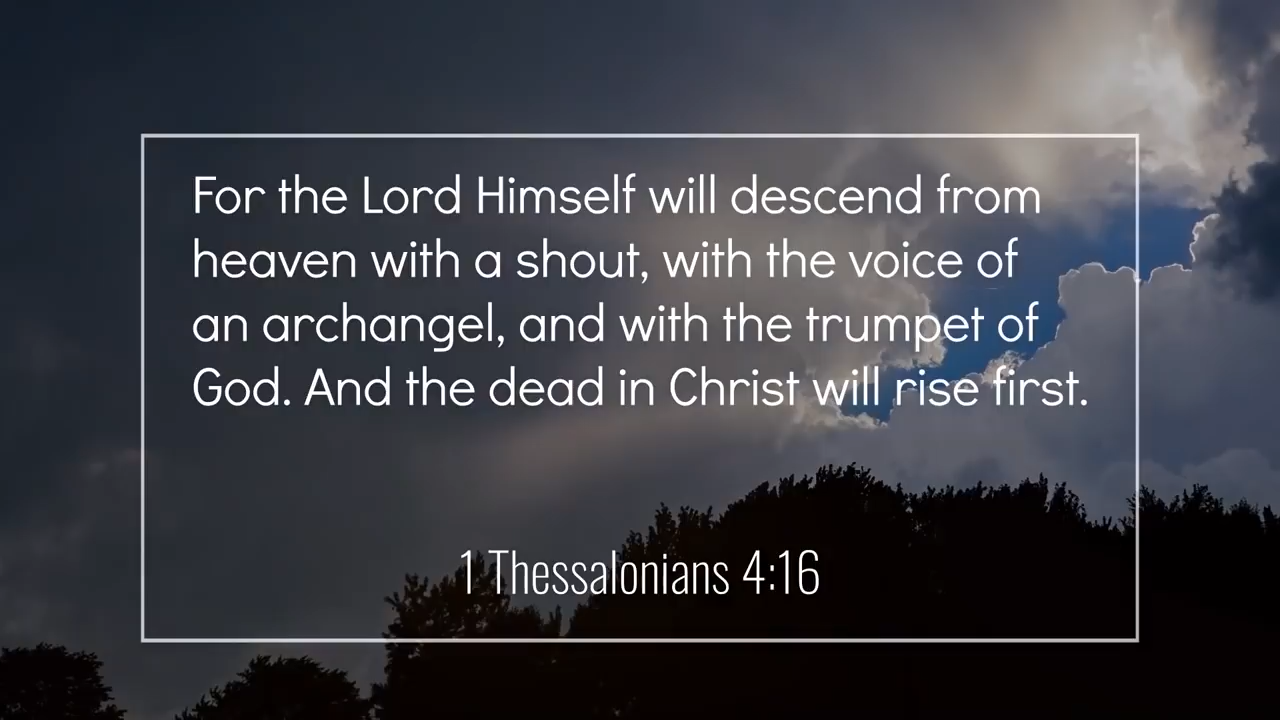 For the Lord Himself will descend from
heaven with a shout, with the voice of
an archangel, and with the trumpet of
God. And the dead in Christ will rise first.
1 Thessalonians 4:16